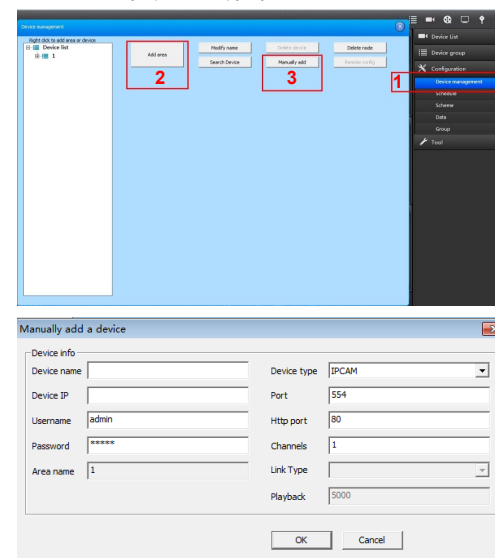 Device management
Right click to add area or device
Device list
1
Add area
Modify name
Delete device
Delete node
Search Device
Manually add
Remote config
2
3
1
Device List
Device group
Configuration
Device management
Schedule
Scheme
Data
Group
Tool
Manually add a device
Device info
Device name
Device type IPCAM
Device IP
Port 554
Username admin
Http port 80
Password *****
Channels 1
Area name 1
Link Type
Playback 5000
OK Cancel